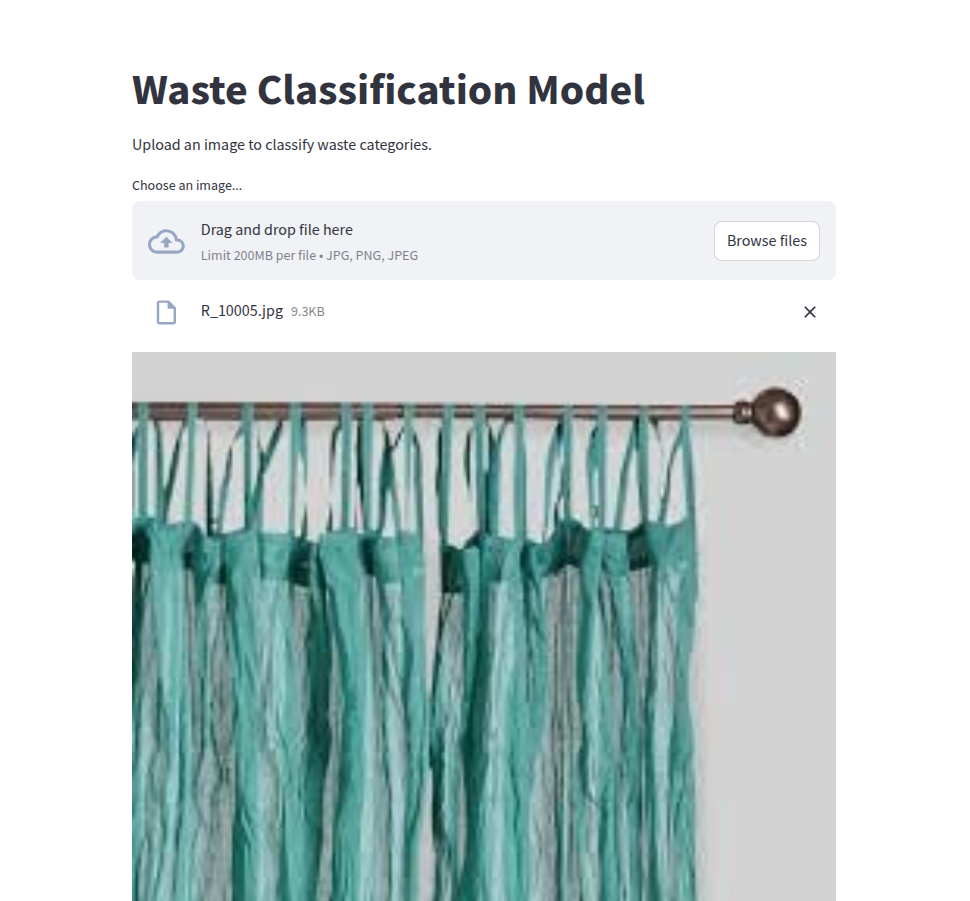 Waste Classification Model
Upload an image to classify waste categories.
Choose an image...
Drag and drop file here
Limit 200MB per file • JPG, PNG, JPEG
Browse files
R_10005.jpg 9.3KB